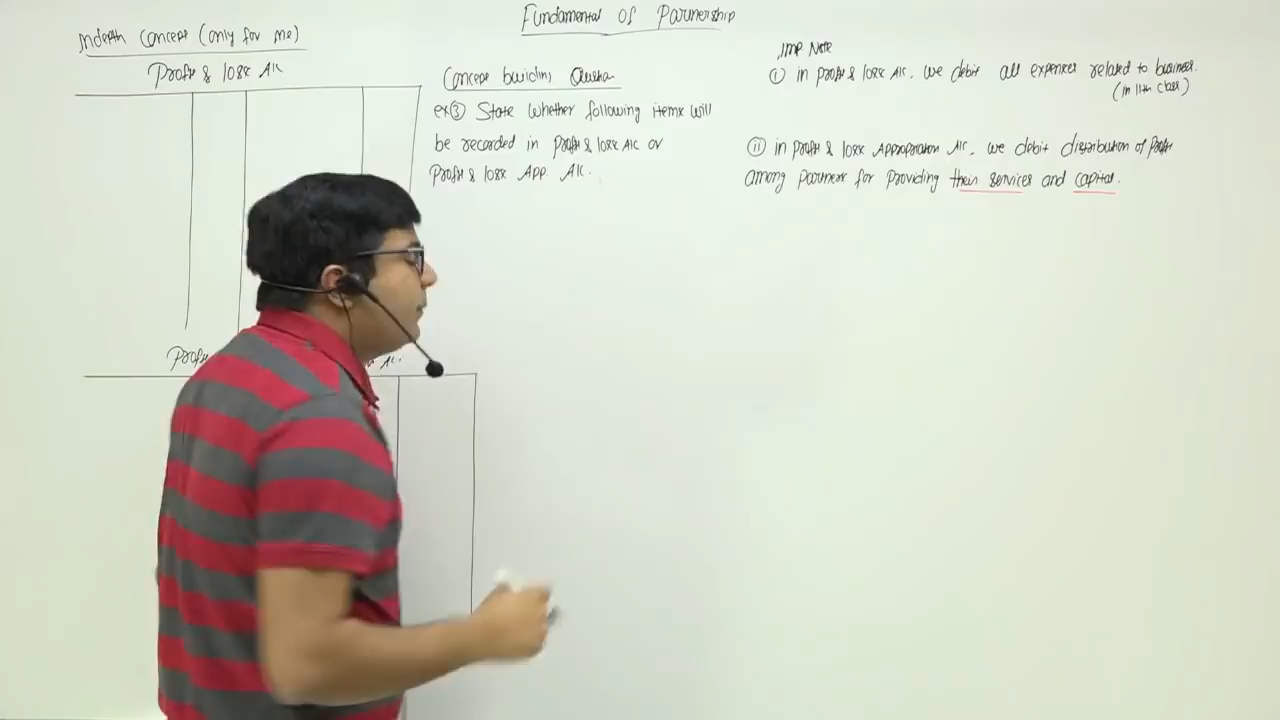 Fundamental of Parnership
Indepth Concept (only for me)
Profit & loss A/c
Concept building Question
ex③ State whether following items will
be recorded in profit & loss A/c or
Profit & loss App. A/c.
Imp Note
(i) in profit & loss A/c. we debit all expenses related to business.
(in 11th class)
(ii) in profit & loss Appropriation A/c. we debit distribution of Profit
among partners for providing their services and capital.
Profit
A/c.